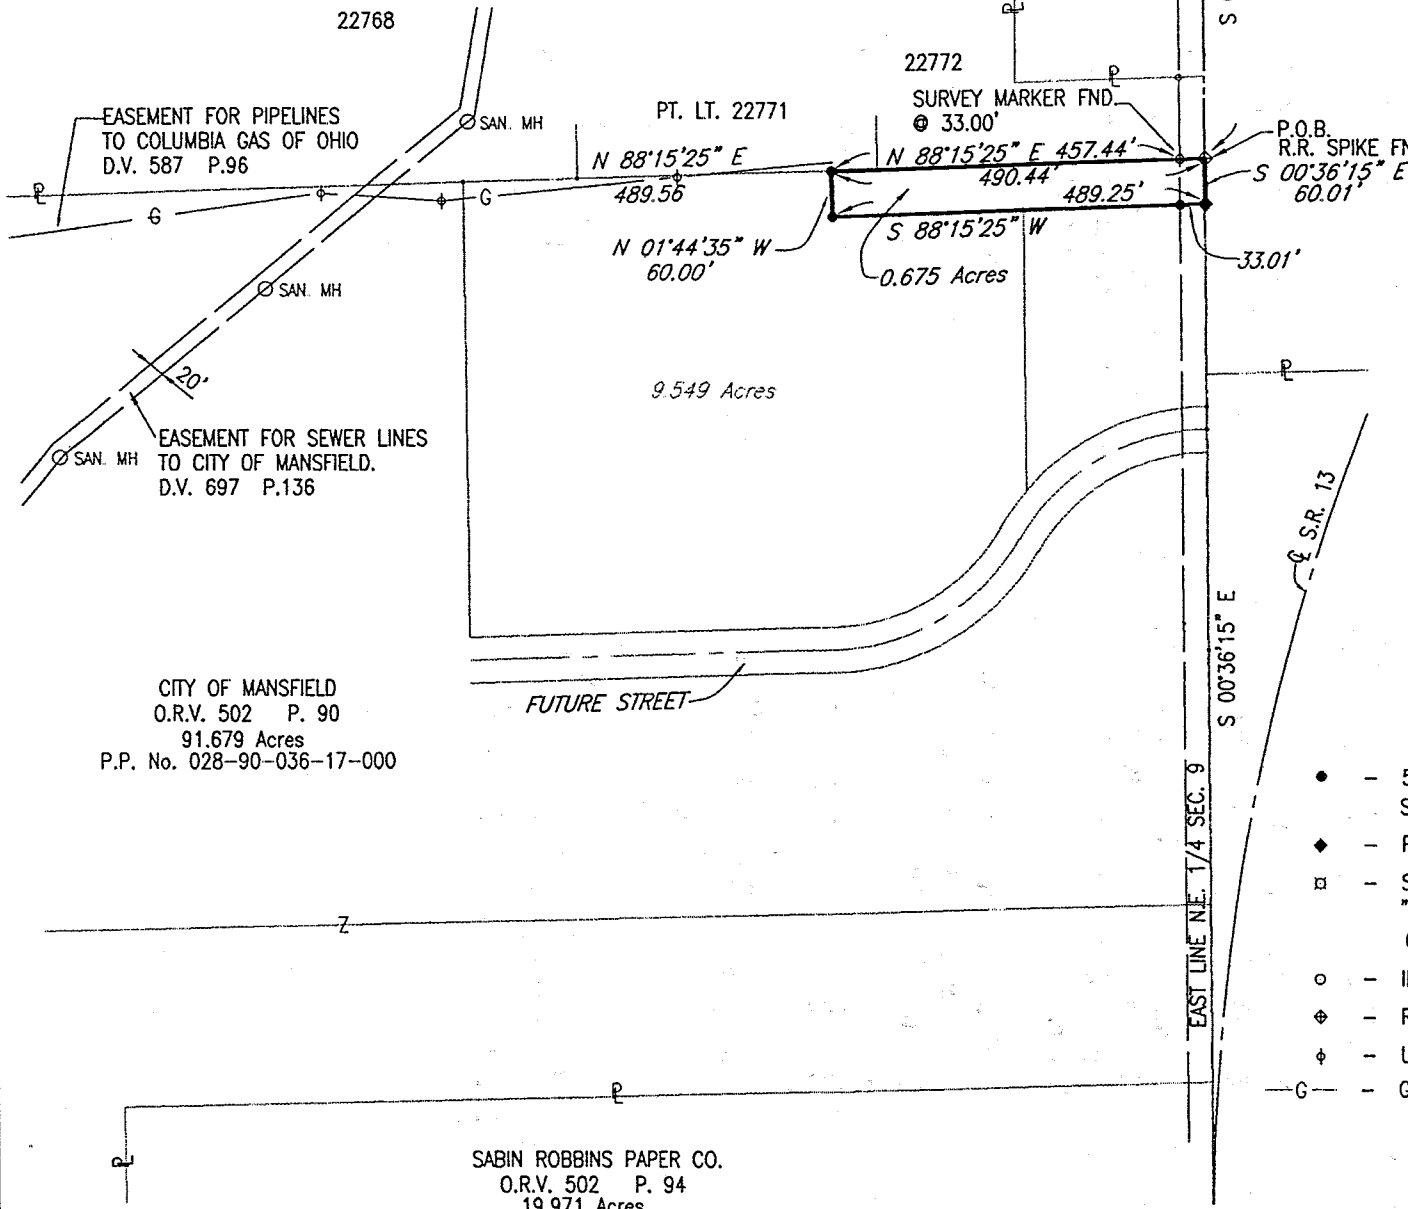 22768
22772
EASEMENT FOR PIPELINES
TO COLUMBIA GAS OF OHIO
D.V. 587 P.96
SAN. MH
PT. LT. 22771
SURVEY MARKER FND.
@ 33.00'
P.O.B.
R.R. SPIKE
S 00°36'15" E
60.01'
N 88°15'25" E
489.56
N 88°15'25" E 457.44'
490.44'
489.25'
S 88°15'25" W
33.01'
N 01°44'35" W
60.00'
0.675 Acres
G
G
SAN. MH
20'
9.549 Acres
EASEMENT FOR SEWER LINES
TO CITY OF MANSFIELD.
D.V. 697 P.136
SAN. MH
℄ S.R. 13
S 00°36'15" E
FUTURE STREET
CITY OF MANSFIELD
O.R.V. 502 P. 90
91.679 Acres
P.P. No. 028-90-036-17-000
EAST LINE N.E. 1/4 SEC. 9
Z
G
SABIN ROBBINS PAPER CO.
O.R.V. 502 P. 94
19.971 Acres